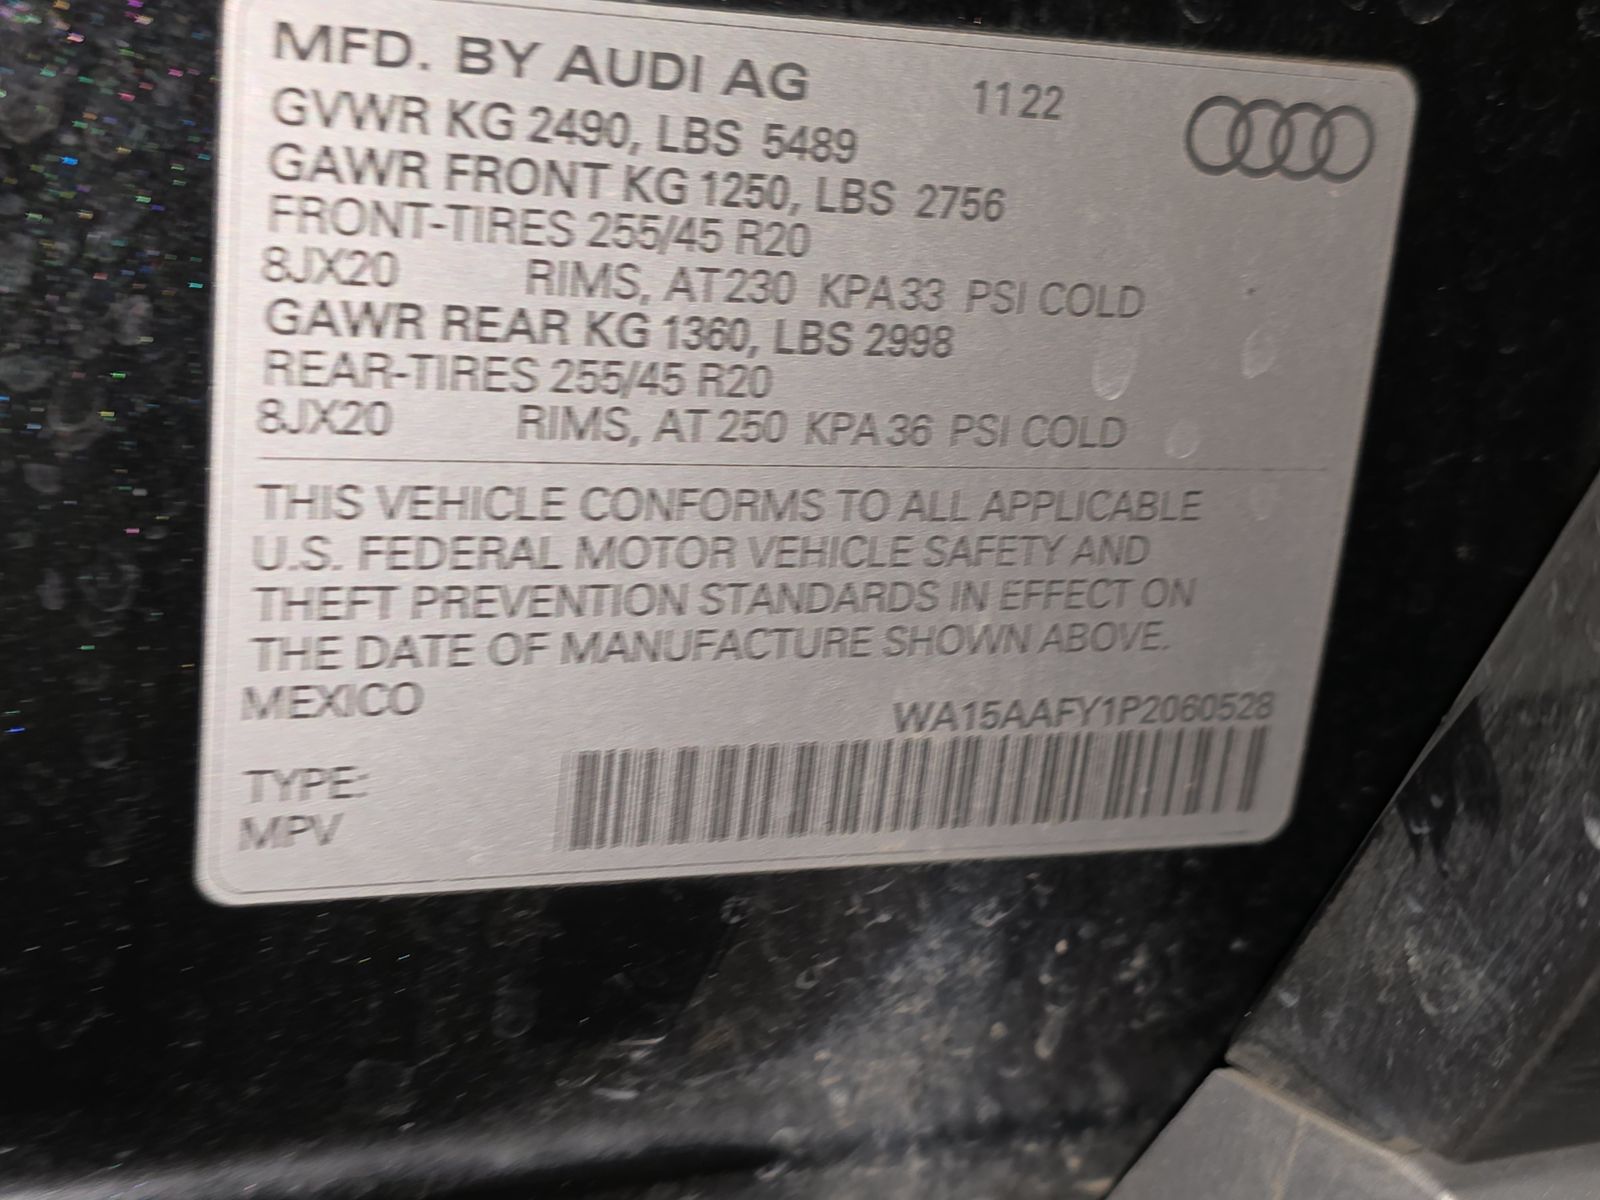 MFD. BY AUDI AG 1122
GVWR KG 2490, LBS 5489
GAWR FRONT KG 1250, LBS 2756
FRONT-TIRES 255/45 R20
8JX20 RIMS, AT 230 KPA 33 PSI COLD
GAWR REAR KG 1360, LBS 2998
REAR-TIRES 255/45 R20
8JX20 RIMS, AT 250 KPA 36 PSI COLD
THIS VEHICLE CONFORMS TO ALL APPLICABLE
U.S. FEDERAL MOTOR VEHICLE SAFETY AND
THEFT PREVENTION STANDARDS IN EFFECT ON
THE DATE OF MANUFACTURE SHOWN ABOVE.
MEXICO
WA15AAFY1P2060528
TYPE:
MPV